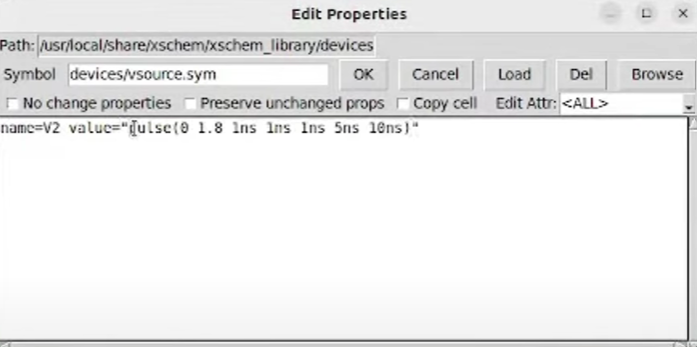 Edit Properties
Path: /usr/local/share/xschem/xschem_library/devices
Symbol devices/vsource.sym OK Cancel Load Del Browse
No change properties Preserve unchanged props Copy cell Edit Attr: <ALL>
name=V2 value="pulse(0 1.8 1ns 1ns 1ns 5ns 10ns)"